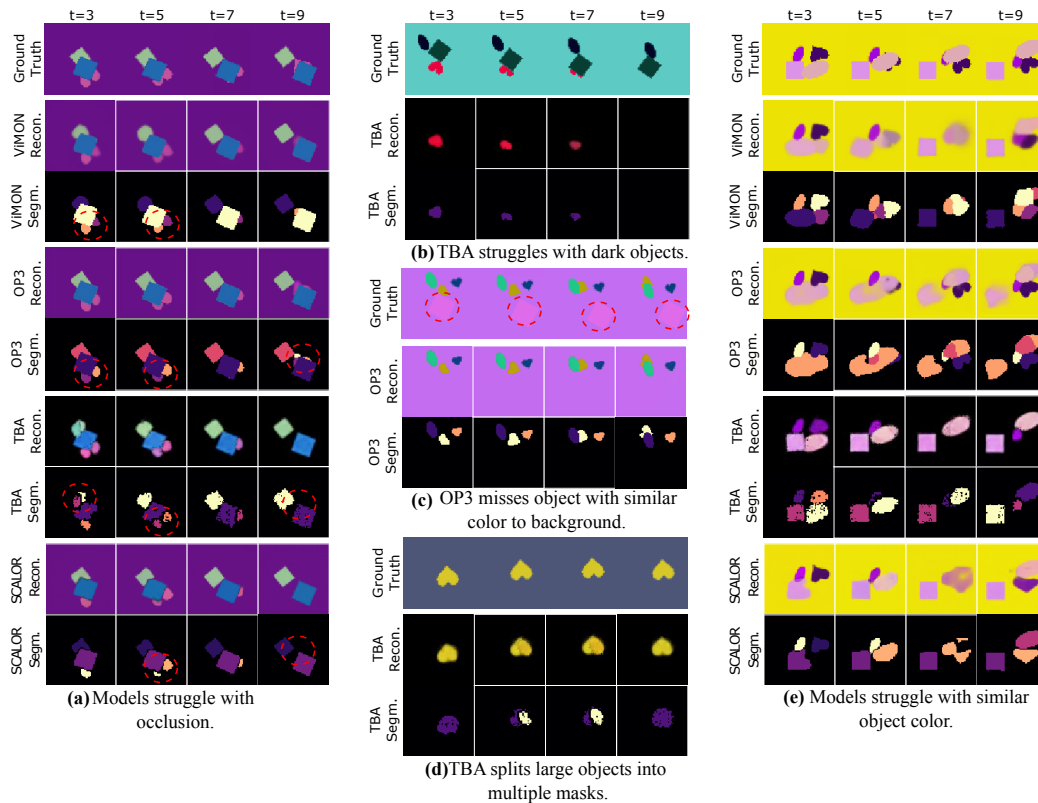 t=3 t=5 t=7 t=9
Ground
Truth
ViMON
Recon.
ViMON
Segm.
OP3
Recon.
OP3
Segm.
TBA
Recon.
TBA
Segm.
SCALOR
Recon.
SCALOR
Segm.
(a) Models struggle with
occlusion.
t=3 t=5 t=7 t=9
Ground
Truth
TBA
Recon.
TBA
Segm.
(b) TBA struggles with dark objects.
Ground
Truth
OP3
Recon.
OP3
Segm.
(c) OP3 misses object with similar
color to background.
Ground
Truth
TBA
Recon.
TBA
Segm.
(d)TBA splits large objects into
multiple masks.
t=3 t=5 t=7 t=9
Ground
Truth
ViMON
Recon.
ViMON
Segm.
OP3
Recon.
OP3
Segm.
TBA
Recon.
TBA
Segm.
SCALOR
Recon.
SCALOR
Segm.
(e) Models struggle with similar
object color.